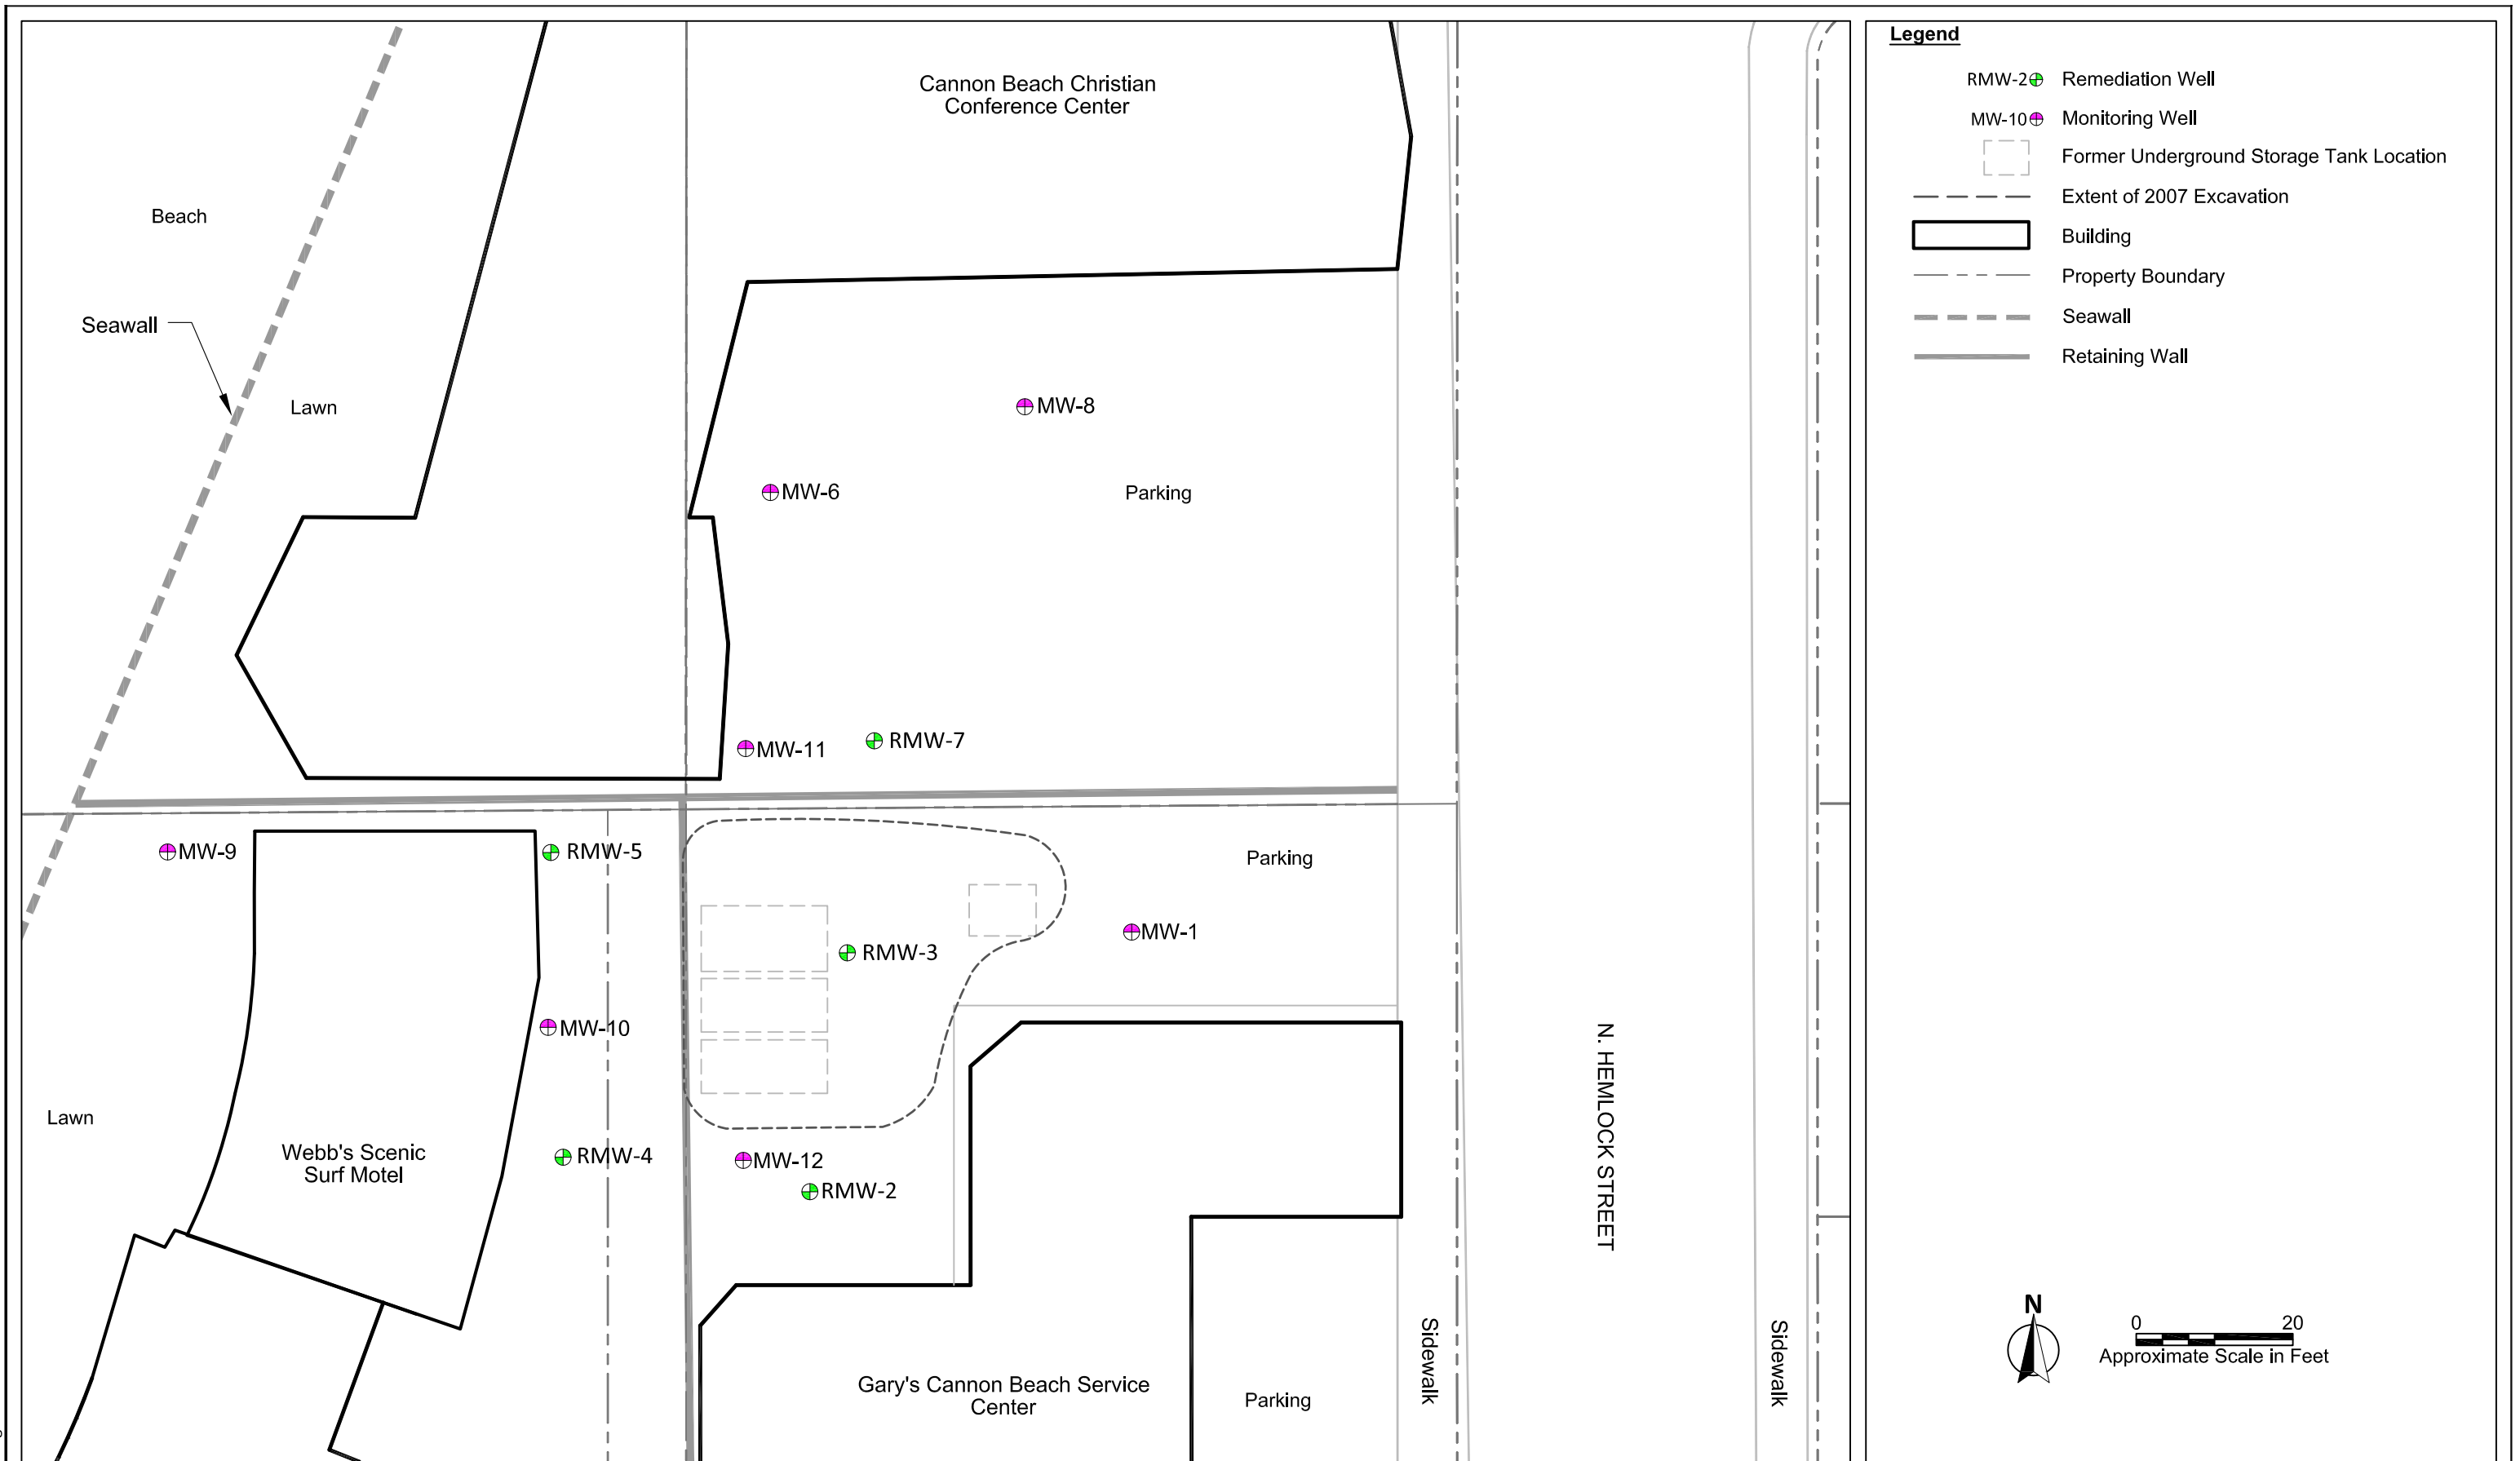 Legend
RMW-2 Remediation Well
MW-10 Monitoring Well
Former Underground Storage Tank Location
Extent of 2007 Excavation
Building
Property Boundary
Seawall
Retaining Wall
Cannon Beach Christian
Conference Center
Beach
Seawall
Lawn
MW-8
MW-6
Parking
MW-11
RMW-7
MW-9
RMW-5
Parking
MW-1
RMW-3
MW-10
Lawn
Webb's Scenic
Surf Motel
RMW-4
MW-12
RMW-2
N. HEMLOCK STREET
Sidewalk
Sidewalk
Gary's Cannon Beach Service
Center
Parking
N
0 20
Approximate Scale in Feet